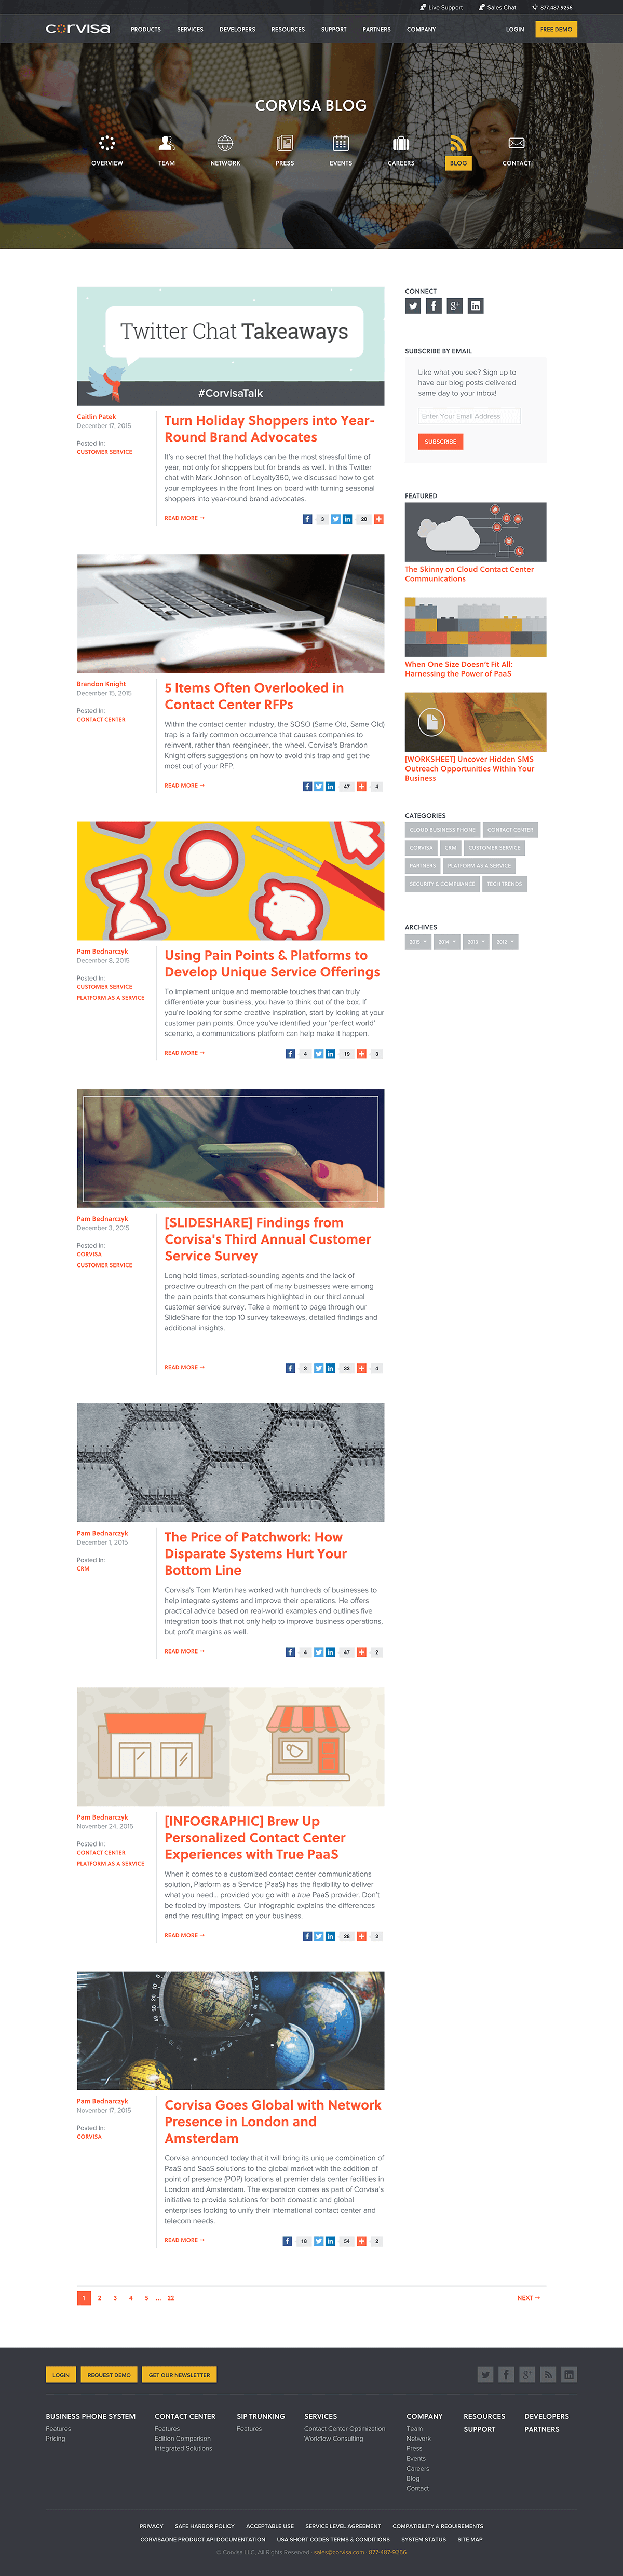 Live Support Sales Chat 877.487.9256
corvisa PRODUCTS SERVICES DEVELOPERS RESOURCES SUPPORT PARTNERS COMPANY LOGIN FREE DEMO
CORVISA BLOG
OVERVIEW TEAM NETWORK PRESS EVENTS CAREERS BLOG CONTACT
Twitter Chat Takeaways
#CorvisaTalk
Caitlin Patek
December 17, 2015
Posted In:
CUSTOMER SERVICE
Turn Holiday Shoppers into Year-
Round Brand Advocates
It's no secret that the holidays can be the most stressful time of
year, not only for shoppers but for brands as well. In this Twitter
chat with Mark Johnson of Loyalty360, we discussed how to get
your employees in the front lines on board with turning seasonal
shoppers into year-round brand advocates.
READ MORE → 3 20
Brandon Knight
December 15, 2015
Posted In:
CONTACT CENTER
5 Items Often Overlooked in
Contact Center RFPs
Within the contact center industry, the SOSO (Same Old, Same Old)
trap is a fairly common occurrence that causes companies to
reinvent, rather than reengineer, the wheel. Corvisa's Brandon
Knight offers suggestions on how to avoid this trap and get the
most out of your RFP.
READ MORE → 47 4
Pam Bednarczyk
December 8, 2015
Posted In:
CUSTOMER SERVICE
PLATFORM AS A SERVICE
Using Pain Points & Platforms to
Develop Unique Service Offerings
To implement unique and memorable touches that can truly
differentiate your business, you have to think out of the box. If
you're looking for some creative inspiration, start by looking at your
customer pain points. Once you've identified your 'perfect world'
scenario, a communications platform can help make it happen.
READ MORE → 4 19 3
Pam Bednarczyk
December 3, 2015
Posted In:
CORVISA
CUSTOMER SERVICE
[SLIDESHARE] Findings from
Corvisa's Third Annual Customer
Service Survey
Long hold times, scripted-sounding agents and the lack of
proactive outreach on the part of many businesses were among
the pain points that consumers highlighted in our third annual
customer service survey. Take a moment to page through our
SlideShare for the top 10 survey takeaways, detailed findings and
additional insights.
READ MORE → 3 33 4
Pam Bednarczyk
December 1, 2015
Posted In:
CRM
The Price of Patchwork: How
Disparate Systems Hurt Your
Bottom Line
Corvisa's Tom Martin has worked with hundreds of businesses to
help integrate systems and improve their operations. He offers
practical advice based on real-world examples and outlines five
integration tools that not only help to improve business operations,
but profit margins as well.
READ MORE → 4 47 2
Pam Bednarczyk
November 24, 2015
Posted In:
CONTACT CENTER
PLATFORM AS A SERVICE
[INFOGRAPHIC] Brew Up
Personalized Contact Center
Experiences with True PaaS
When it comes to a customized contact center communications
solution, Platform as a Service (PaaS) has the flexibility to deliver
what you need... provided you go with a true PaaS provider. Don't
be fooled by imposters. Our infographic explains the differences
and the resulting impact on your business.
READ MORE → 28 2
Pam Bednarczyk
November 17, 2015
Posted In:
CORVISA
Corvisa Goes Global with Network
Presence in London and
Amsterdam
Corvisa announced today that it will bring its unique combination of
PaaS and SaaS solutions to the global market with the addition of
point of presence (POP) locations at premier data center facilities in
London and Amsterdam. The expansion comes as part of Corvisa's
initiative to provide solutions for both domestic and global
enterprises looking to unify their international contact center and
telecom needs.
READ MORE → 18 54 2
CONNECT
SUBSCRIBE BY EMAIL
Like what you see? Sign up to
have our blog posts delivered
same day to your inbox!
Enter Your Email Address
SUBSCRIBE
FEATURED
The Skinny on Cloud Contact Center
Communications
When One Size Doesn't Fit All:
Harnessing the Power of PaaS
[WORKSHEET] Uncover Hidden SMS
Outreach Opportunities Within Your
Business
CATEGORIES
CLOUD BUSINESS PHONE CONTACT CENTER
CORVISA CRM CUSTOMER SERVICE
PARTNERS PLATFORM AS A SERVICE
SECURITY & COMPLIANCE TECH TRENDS
ARCHIVES
2015 2014 2013 2012
1 2 3 4 5 ... 22 NEXT →
LOGIN REQUEST DEMO GET OUR NEWSLETTER
BUSINESS PHONE SYSTEM
Features
Pricing
CONTACT CENTER
Features
Edition Comparison
Integrated Solutions
SIP TRUNKING
Features
SERVICES
Contact Center Optimization
Workflow Consulting
COMPANY
Team
Network
Press
Events
Careers
Blog
Contact
RESOURCES
SUPPORT
DEVELOPERS
PARTNERS
PRIVACY SAFE HARBOR POLICY ACCEPTABLE USE SERVICE LEVEL AGREEMENT COMPATIBILITY & REQUIREMENTS
CORVISAONE PRODUCT API DOCUMENTATION USA SHORT CODES TERMS & CONDITIONS SYSTEM STATUS SITE MAP
© Corvisa LLC, All Rights Reserved · sales@corvisa.com · 877-487-9256